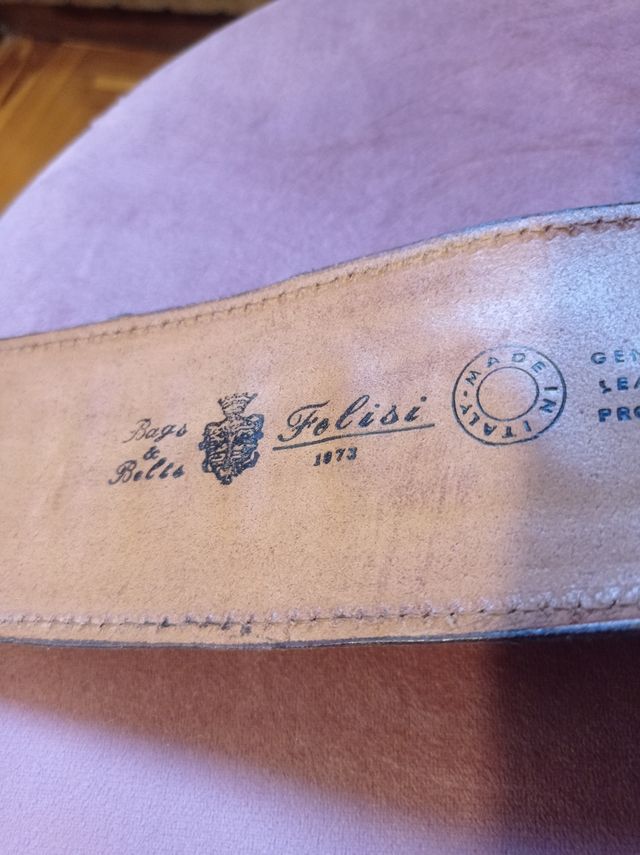 Bags
&
Belts
Felisi
1973
MADE IN ITALY
GEN
LEA
PRO